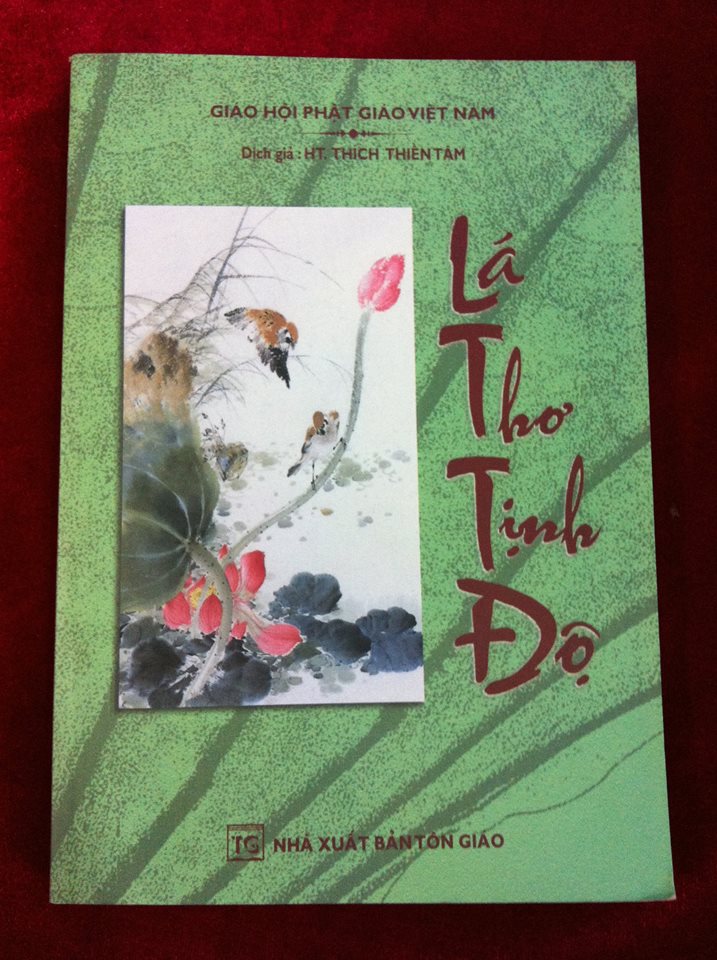 GIÁO HỘI PHẬT GIÁO VIỆT NAM
Dịch giả : HT. THÍCH THIỀN TÂM
Lá
Thơ
Tịnh
Độ
TG NHÀ XUẤT BẢN TÔN GIÁO